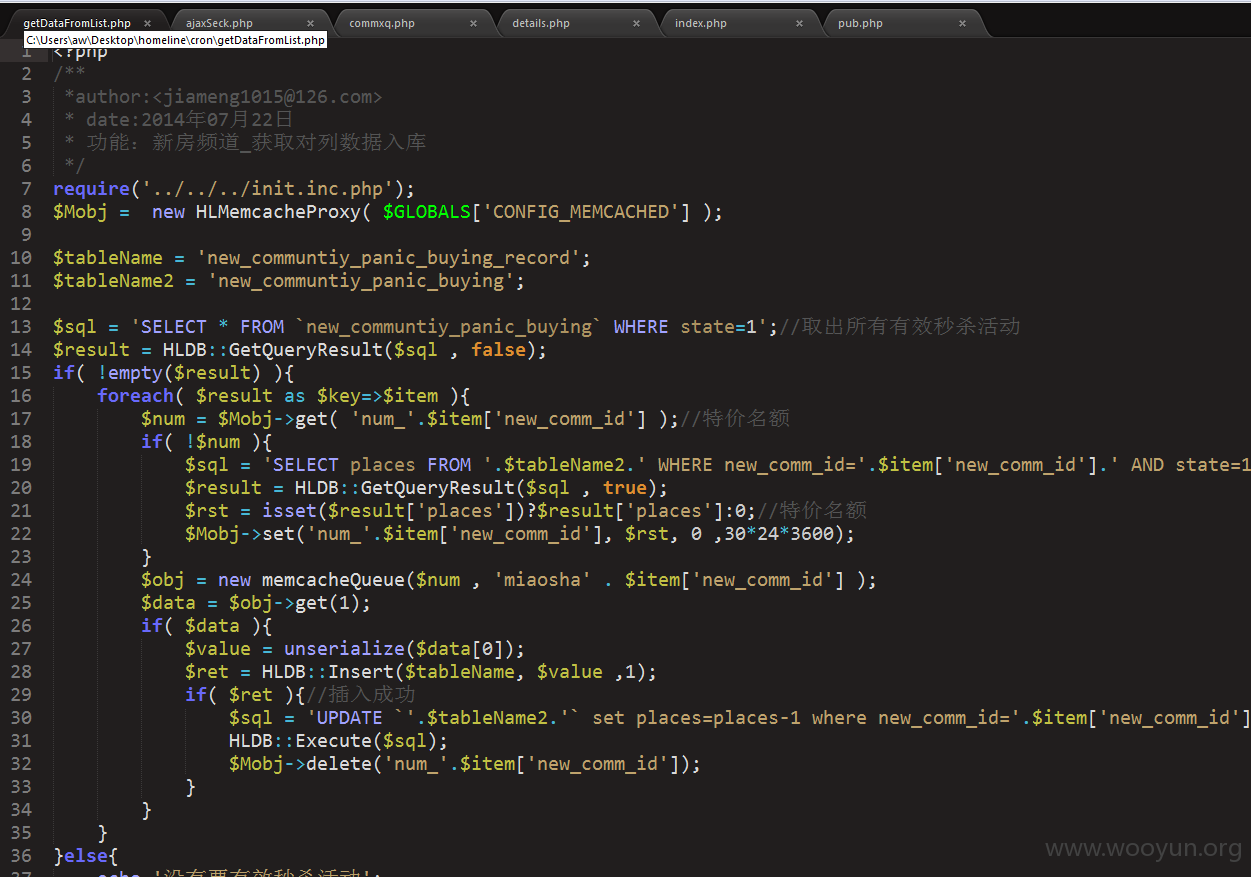 getDataFromList.php × ajaxSeck.php × commxq.php × details.php × index.php × pub.php ×
C:\Users\aw\Desktop\homeline\cron\getDataFromList.php
1 <?php
2 /**
3 *author:<jiameng1015@126.com>
4 * date:2014年07月22日
5 * 功能: 新房频道_获取对列数据入库
6 */
7 require('../../../init.inc.php');
8 $Mobj =  new HLMemcacheProxy( $GLOBALS['CONFIG_MEMCACHED'] );
9
10 $tableName = 'new_communtiy_panic_buying_record';
11 $tableName2 = 'new_communtiy_panic_buying';
12
13 $sql = 'SELECT * FROM `new_communtiy_panic_buying` WHERE state=1';//取出所有有效秒杀活动
14 $result = HLDB::GetQueryResult($sql , false);
15 if( !empty($result) ){
16 foreach( $result as $key=>$item ){
17 $num = $Mobj->get( 'num_'.$item['new_comm_id'] );//特价名额
18 if( !$num ){
19 $sql = 'SELECT places FROM '.$tableName2.' WHERE new_comm_id='.$item['new_comm_id'].' AND state=1
20 $result = HLDB::GetQueryResult($sql , true);
21 $rst = isset($result['places'])?$result['places']:0;//特价名额
22 $Mobj->set('num_'.$item['new_comm_id'], $rst, 0 ,30*24*3600);
23 }
24 $obj = new memcacheQueue($num , 'miaosha' . $item['new_comm_id'] );
25 $data = $obj->get(1);
26 if( $data ){
27 $value = unserialize($data[0]);
28 $ret = HLDB::Insert($tableName, $value ,1);
29 if( $ret ){//插入成功
30 $sql = 'UPDATE `'.$tableName2.'` set places=places-1 where new_comm_id='.$item['new_comm_id']
31 HLDB::Execute($sql);
32 $Mobj->delete('num_'.$item['new_comm_id']);
33 }
34 }
35 }
36 }else{
37 echo '没有要有效秒杀活动';
www.wooyun.org